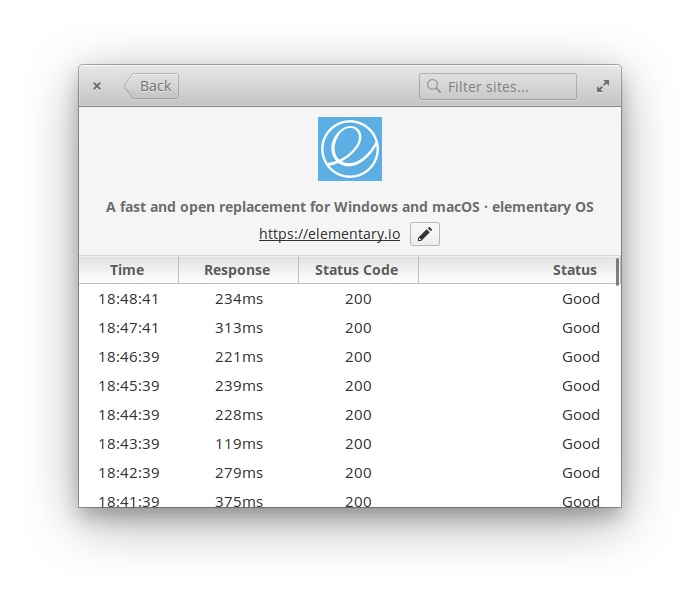 Back
Filter sites...
A fast and open replacement for Windows and macOS · elementary OS
https://elementary.io
Time Response Status Code Status
18:48:41 234ms 200 Good
18:47:41 313ms 200 Good
18:46:39 221ms 200 Good
18:45:39 239ms 200 Good
18:44:39 228ms 200 Good
18:43:39 119ms 200 Good
18:42:39 279ms 200 Good
18:41:39 375ms 200 Good